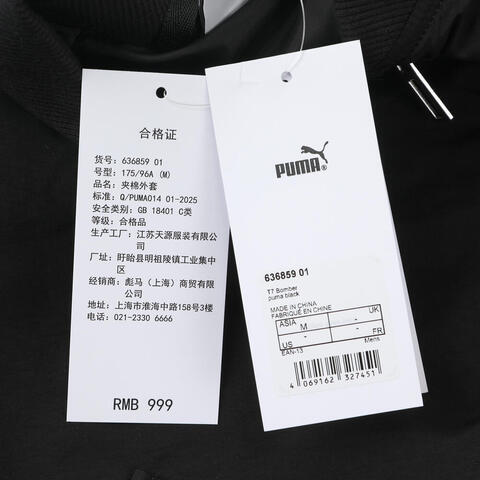 合格证
货号: 636859 01
号型: 175/96A (M)
品名: 夹棉外套
标准: Q/PUMA014 01-2025
安全类别: GB 18401 C类
等级: 合格品
生产工厂: 江苏天源服装有限公
司
厂址: 盱眙县明祖陵镇工业集中
区
经销商: 彪马（上海）商贸有限
公司
地址: 上海市淮海中路158号3楼
电话: 021-2330 6666
RMB 999
PUMA®
636859 01
T7 Bomber
puma black
MADE IN CHINA
FABRIQUÉ EN CHINE
ASIA M - UK
US - - FR
EAN-13 Mens
4 069162 327451